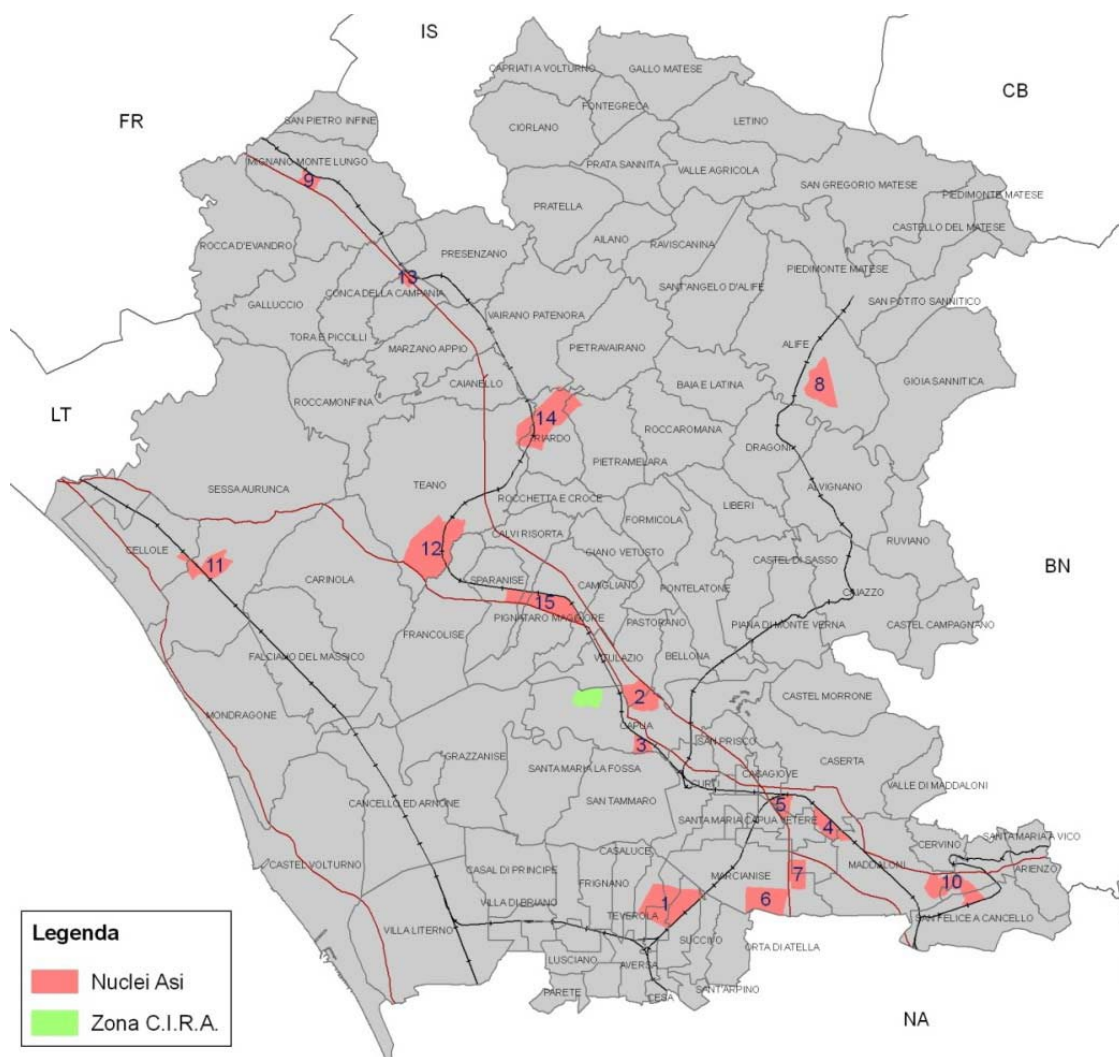 IS
CAPRIATI A VOLTURNO
GALLO MATESE
CB
FR
FONTEGRECA
SAN PIETRO INFINE
CIORLANO
LETINO
MIGNANO MONTE LUNGO
PRATA SANNITA
VALLE AGRICOLA
9
SAN GREGORIO MATESE
PIEDIMONTE MATESE
PRATELLA
CASTELLO DEL MATESE
ROCCA D'EVANDRO
AILANO
RAVISCANINA
PRESENZANO
PIEDIMONTE MATESE
13
SANT'ANGELO D'ALIFE
CONCA DELLA CAMPANIA
SAN POTITO SANNITICO
GALLUCCIO
VAIRANO PATENORA
TORA E PICCILLI
ALIFE
MARZANO APPIO
PIETRAVAIRANO
GIOIA SANNITICA
CAIANELLO
BAIA E LATINA
8
ROCCAMONFINA
LT
14
ROCCAROMANA
RIARDO
DRAGONI
PIETRAMELARA
SESSA AURUNCA
TEANO
ALVIGNANO
ROCCHETTA E CROCE
LIBERI
FORMICOLA
CALVI RISORTA
RUVIANO
12
CELLOLE
GIANO VETUSTO
CASTEL DI SASSO
BN
11
CARINOLA
SPARANISE
CAMIGLIANO
PONTELATONE
CAIAZZO
15
PIGNATARO MAGGIORE
PASTORANO
PIANA DI MONTE VERNA
CASTEL CAMPAGNANO
FRANCOLISE
FALCIANO DEL MASSICO
VITULAZIO
BELLONA
2
CASTEL MORRONE
MONDRAGONE
CAPUA
3
SAN PRISCO
GRAZZANISE
CASERTA
SANTA MARIA LA FOSSA
CASAGIOVE
VALLE DI MADDALONI
CURTI
CANCELLO ED ARNONE
SAN TAMMARO
5
SANTA MARIA CAPUA VETERE
4
SANTA MARIA A VICO
CERVINO
CASALUCE
CASTEL VOLTURNO
CASAL DI PRINCIPE
MADDALONI
ARIENZO
MARCIANISE
7
FRIGNANO
10
VILLA DI BRIANO
1
6
TEVEROLA
SAN FELICE A CANCELLO
VILLA LITERNO
SUCCIVO
ORTA DI ATELLA
LUSCIANO
AVERSA
SANT'ARPINO
PARETE
CESA
NA
Legenda
Nuclei Asi
Zona C.I.R.A.